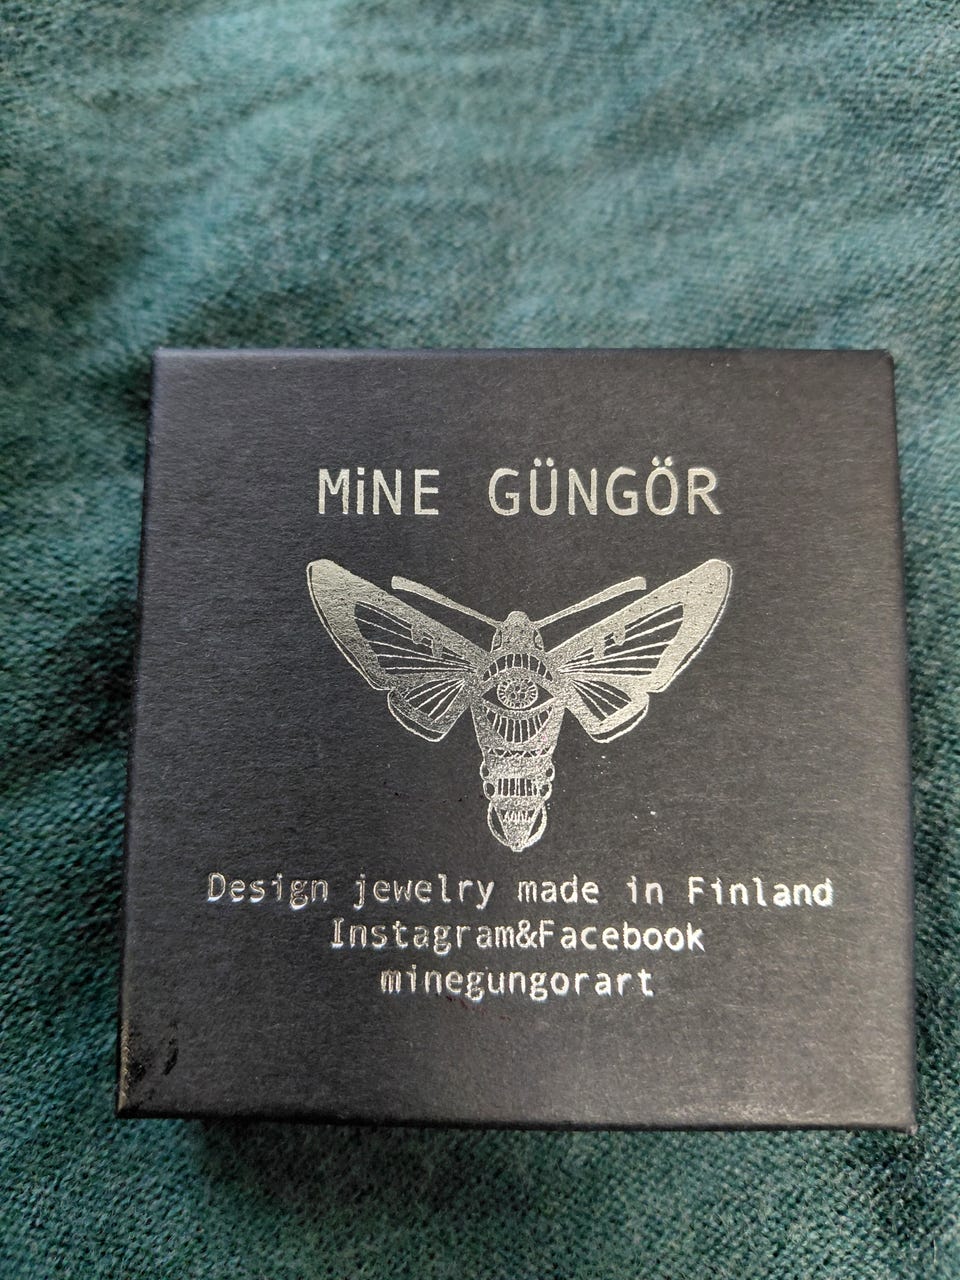 MiNE GÜNGÖR
Design jewelry made in Finland
Instagram&Facebook
minegungorart